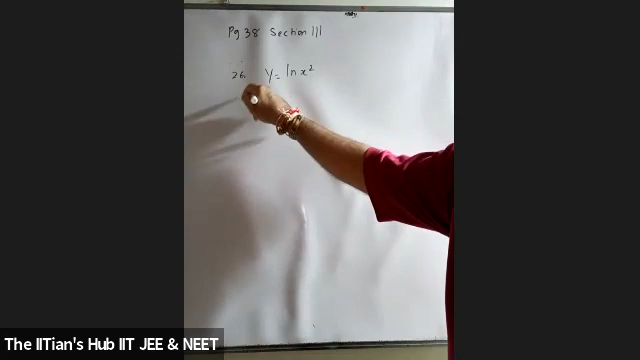 Pg 38 Section III
26. y = ln x²
The IITian's Hub IIT JEE & NEET